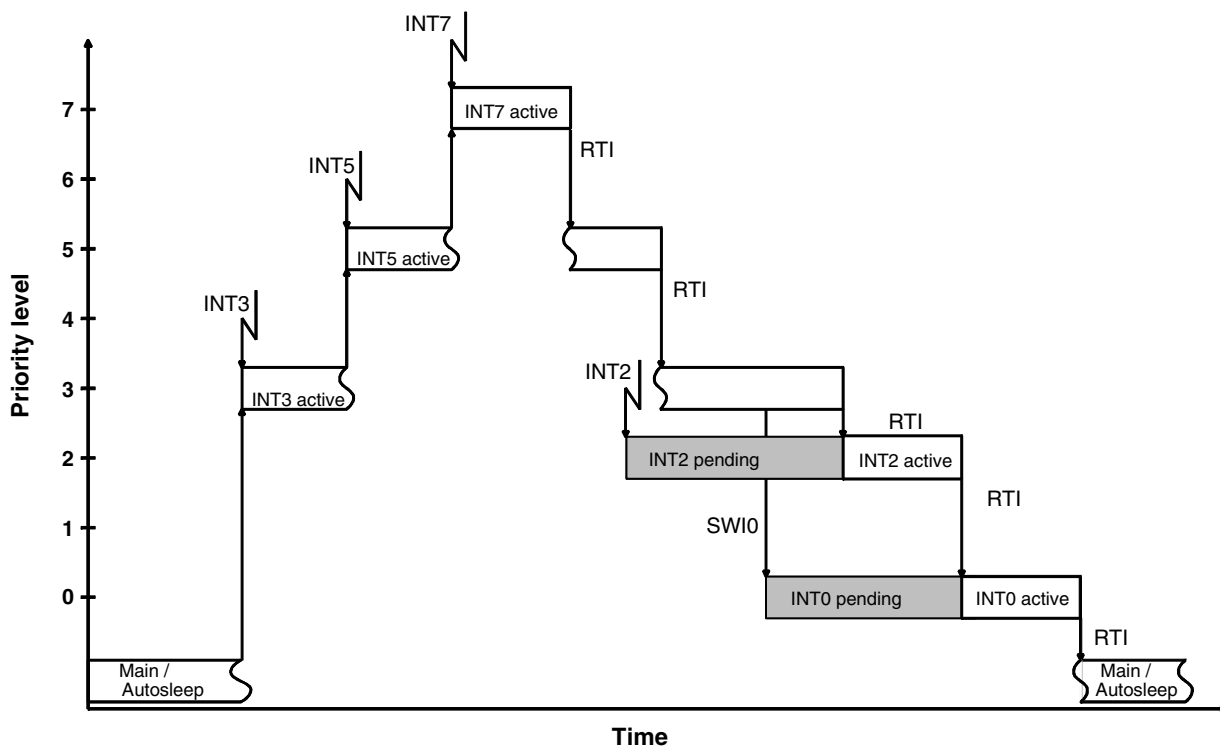 INT7
7
INT7 active
RTI
INT5
6
5
INT5 active
RTI
INT3
4
Priority level
INT2
3
INT3 active
RTI
2
INT2 pending
INT2 active
RTI
1
SWI0
0
INT0 pending
INT0 active
RTI
Main /
Autosleep
Main /
Autosleep
Time